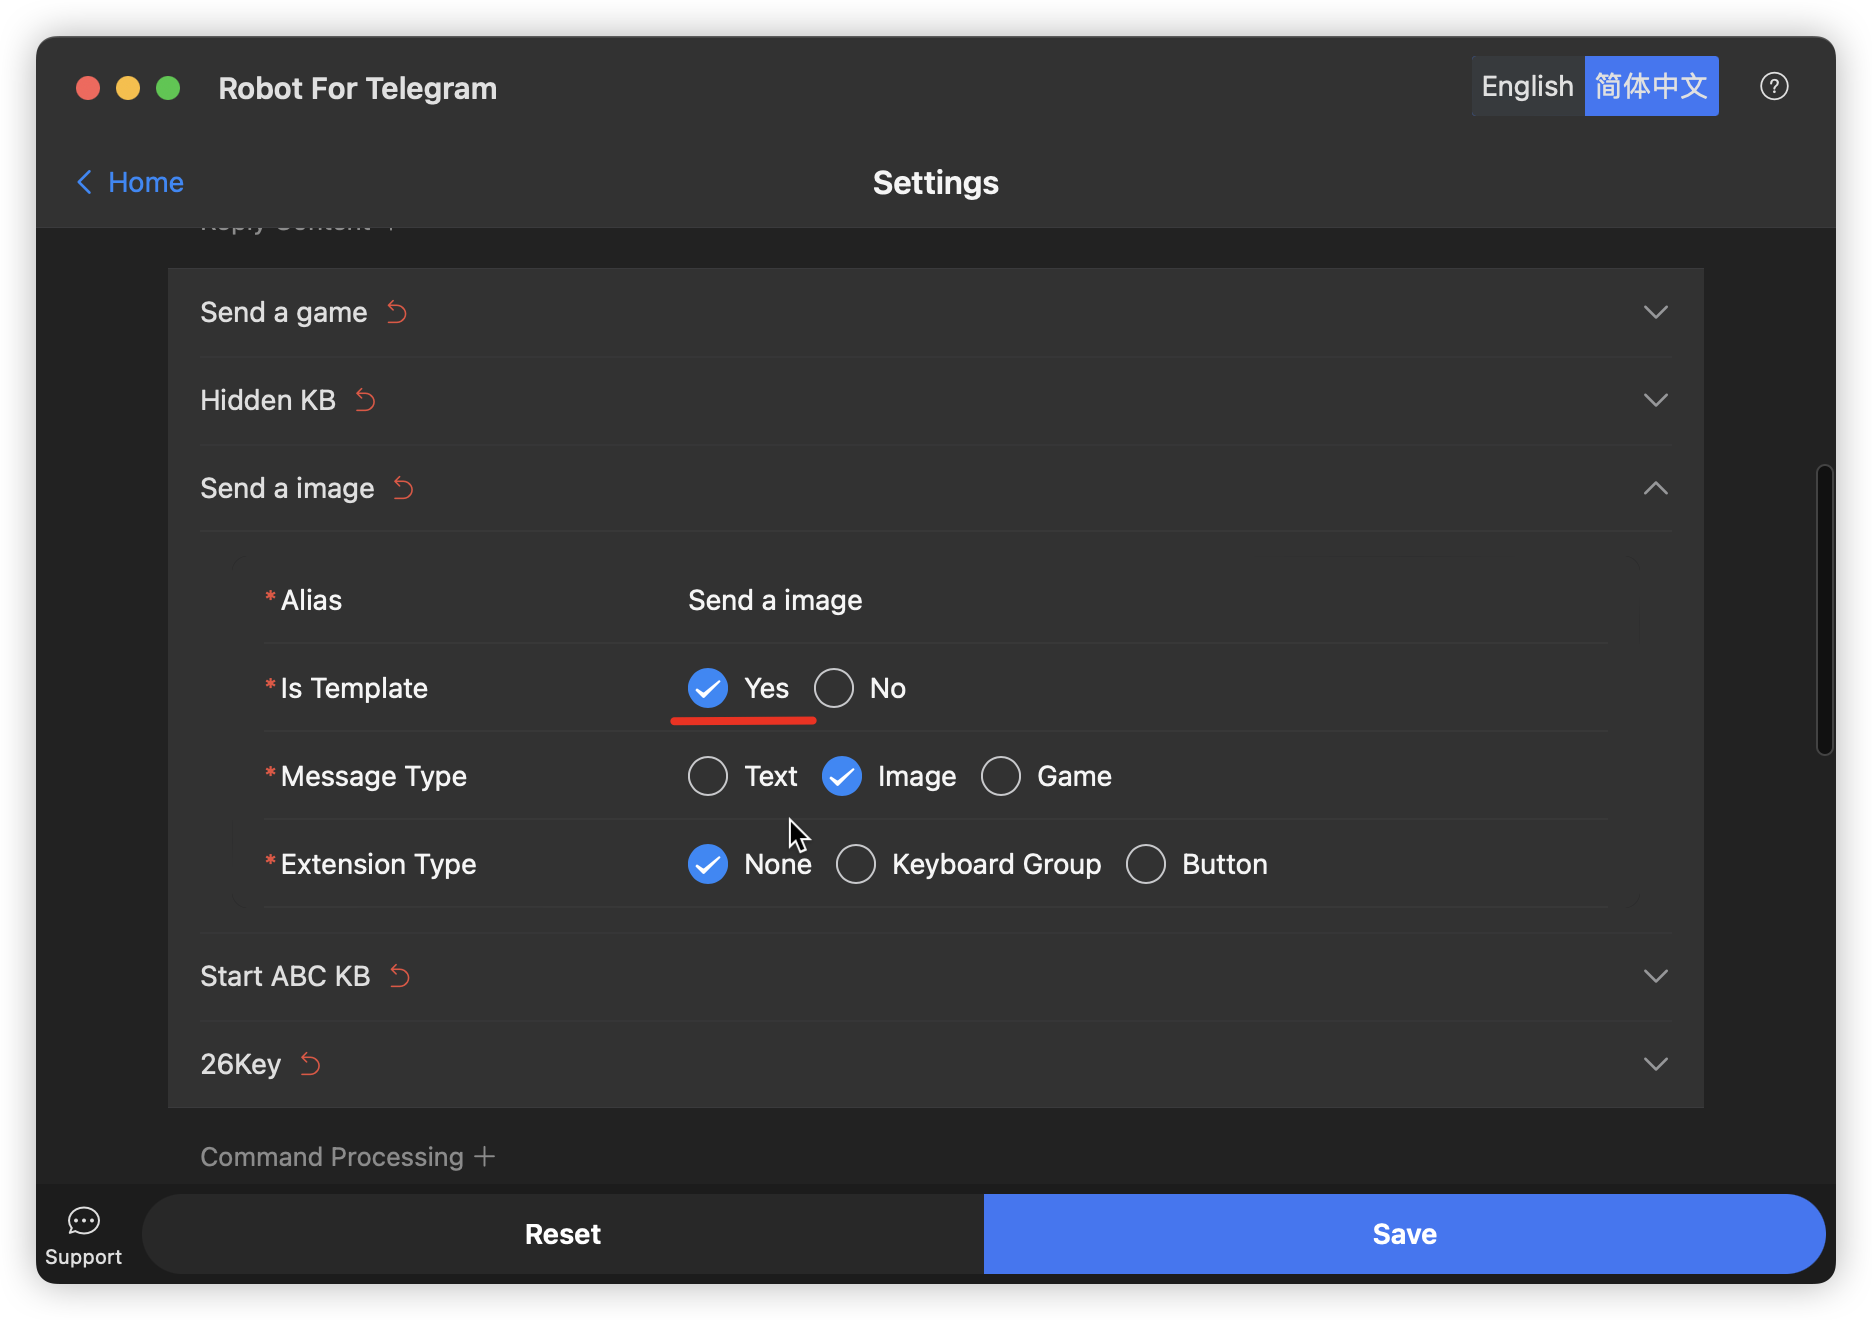 Robot For Telegram
English 简体中文
Home
Settings
Reply Content +
Send a game
Hidden KB
Send a image
* Alias Send a image
* Is Template Yes No
* Message Type Text Image Game
* Extension Type None Keyboard Group Button
Start ABC KB
26Key
Command Processing +
Support
Reset
Save